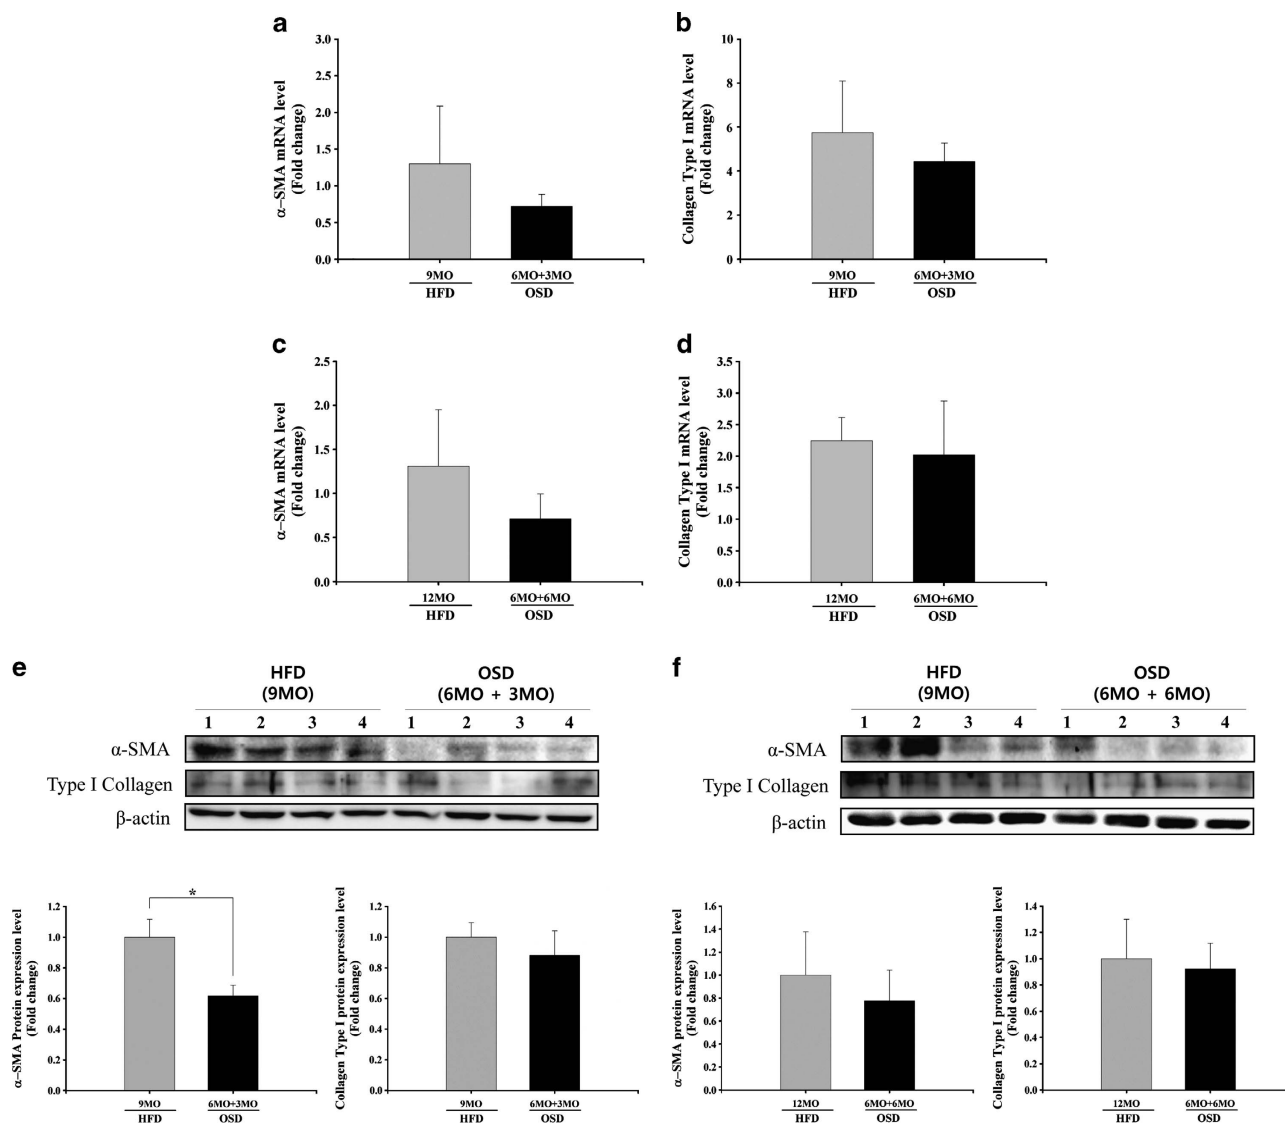 a
α−SMA mRNA level
(Fold change)
3.0
2.5
2.0
1.5
1.0
0.5
0.0
9MO 6MO+3MO
HFD OSD
b
Collagen Type I mRNA level
(Fold change)
10
8
6
4
2
0
9MO 6MO+3MO
HFD OSD
c
α−SMA mRNA level
(Fold change)
2.5
2.0
1.5
1.0
0.5
0.0
12MO 6MO+6MO
HFD OSD
d
Collagen Type I mRNA level
(Fold change)
3.5
3.0
2.5
2.0
1.5
1.0
0.5
0.0
12MO 6MO+6MO
HFD OSD
e
HFD OSD
(9MO) (6MO + 3MO)
1 2 3 4 1 2 3 4
α-SMA
Type I Collagen
β-actin
α−SMA Protein expression level
(Fold change)
1.2
1.0
0.8
0.6
0.4
0.2
0.0
*
9MO 6MO+3MO
HFD OSD
Collagen Type I protein expression level
(Fold change)
1.2
1.0
0.8
0.6
0.4
0.2
0.0
9MO 6MO+3MO
HFD OSD
f
HFD OSD
(9MO) (6MO + 6MO)
1 2 3 4 1 2 3 4
α-SMA
Type I Collagen
β-actin
α−SMA protein expression level
(Fold change)
1.6
1.4
1.2
1.0
0.8
0.6
0.4
0.2
0.0
12MO 6MO+6MO
HFD OSD
Collagen Type I protein expression level
(Fold change)
1.4
1.2
1.0
0.8
0.6
0.4
0.2
0.0
12MO 6MO+6MO
HFD OSD